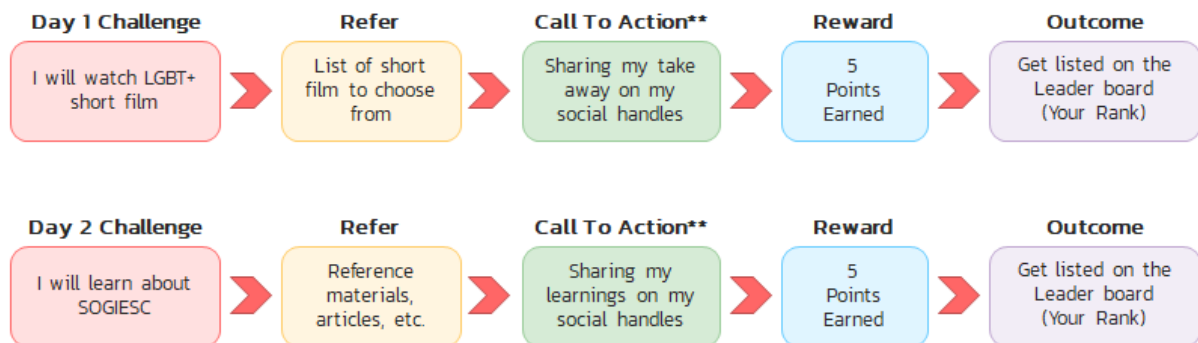 Day 1 Challenge
Refer
Call To Action**
Reward
Outcome
I will watch LGBT+
short film
List of short
film to choose
from
Sharing my take
away on my
social handles
5
Points
Earned
Get listed on the
Leader board
(Your Rank)
Day 2 Challenge
Refer
Call To Action**
Reward
Outcome
I will learn about
SOGIESC
Reference
materials,
articles, etc.
Sharing my
learnings on my
social handles
5
Points
Earned
Get listed on the
Leader board
(Your Rank)